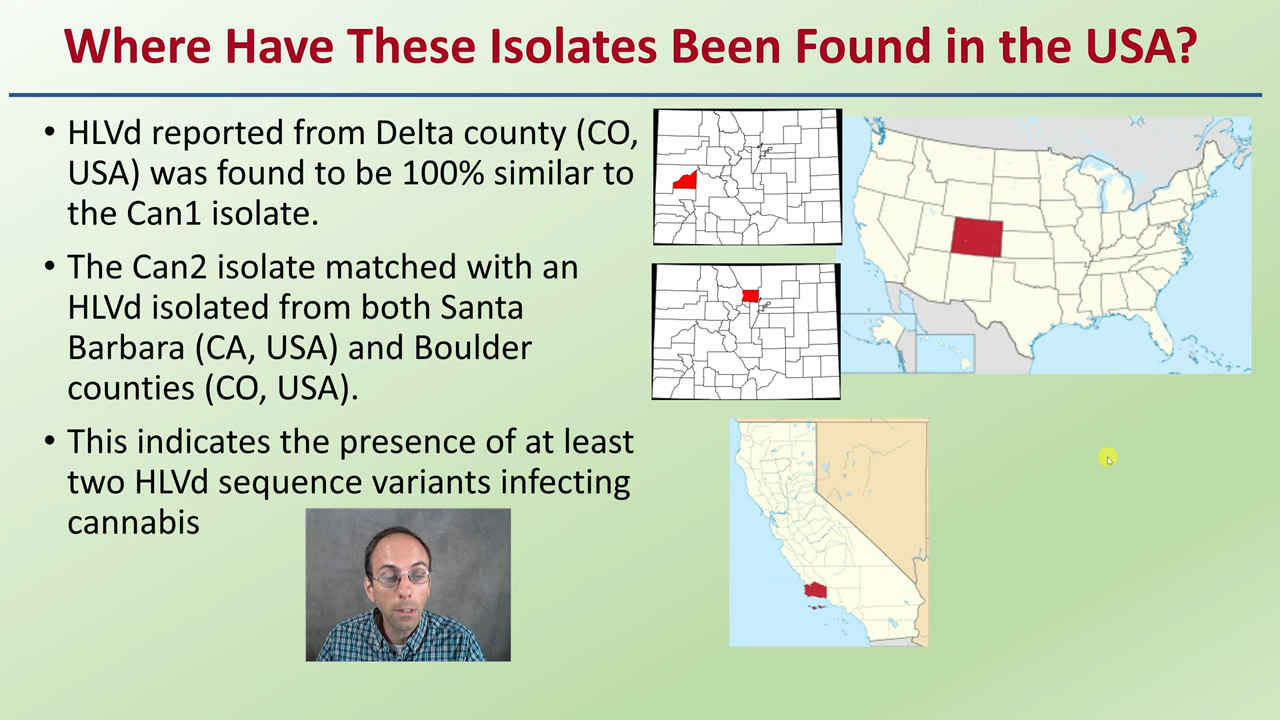 Where Have These Isolates Been Found in the USA?
• HLVd reported from Delta county (CO,
USA) was found to be 100% similar to
the Can1 isolate.
• The Can2 isolate matched with an
HLVd isolated from both Santa
Barbara (CA, USA) and Boulder
counties (CO, USA).
• This indicates the presence of at least
two HLVd sequence variants infecting
cannabis